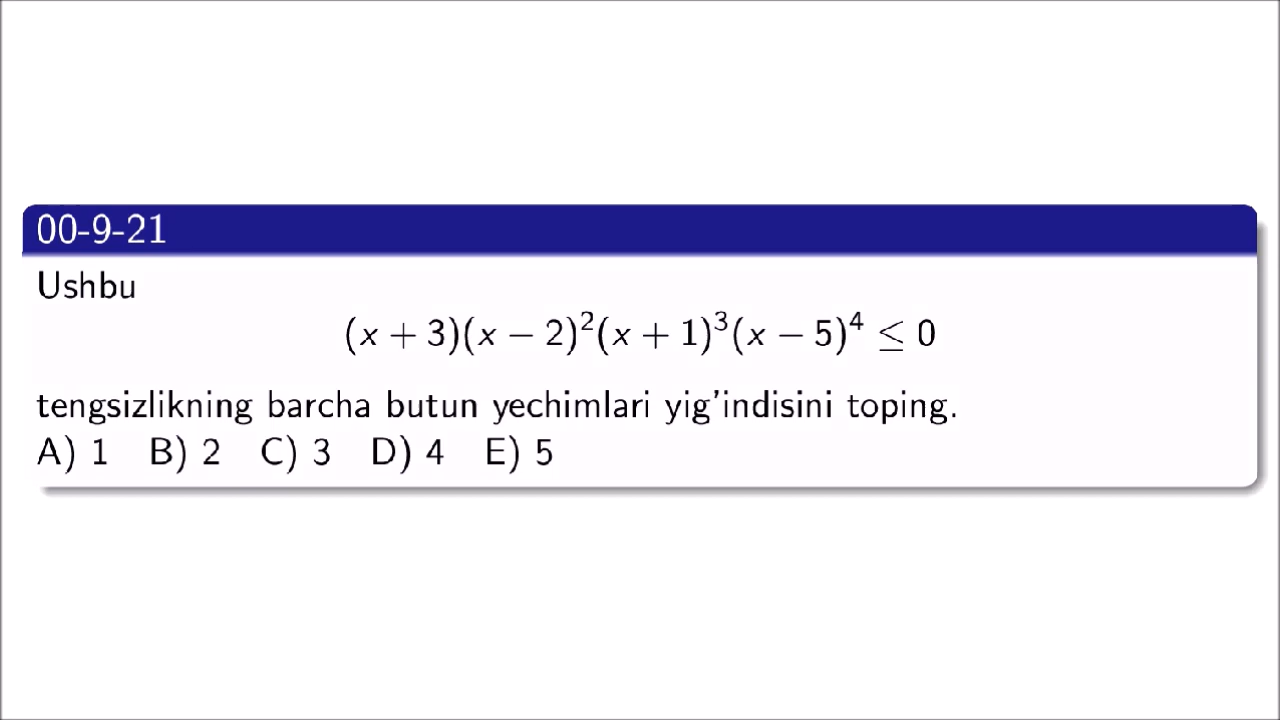 00-9-21
Ushbu
(x + 3)(x − 2)²(x + 1)³(x − 5)⁴ ≤ 0
tengsizlikning barcha butun yechimlari yig'indisini toping.
A) 1 B) 2 C) 3 D) 4 E) 5